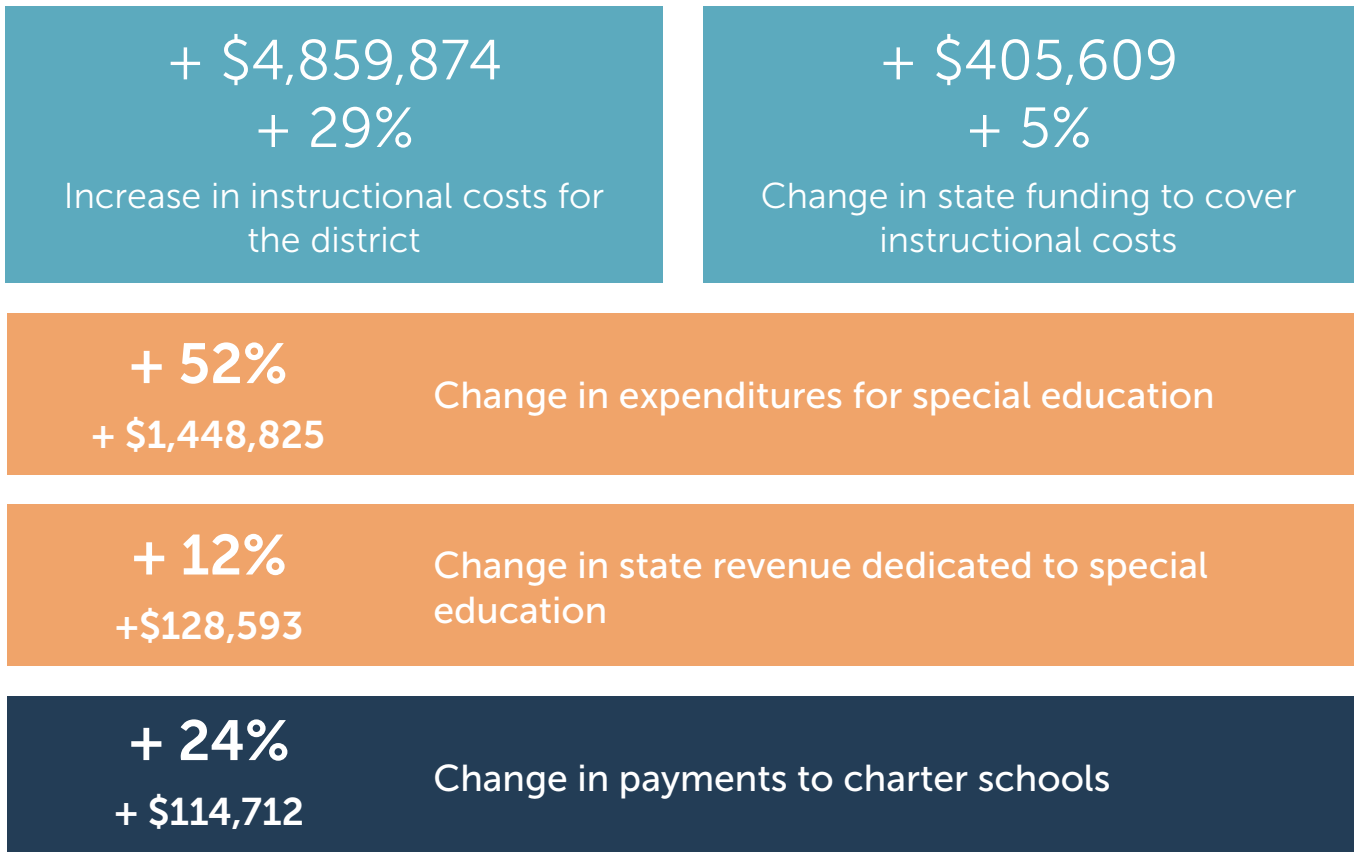 + $4,859,874
+ 29%
Increase in instructional costs for
the district
+ $405,609
+ 5%
Change in state funding to cover
instructional costs
+ 52%
+ $1,448,825
Change in expenditures for special education
+ 12%
+$128,593
Change in state revenue dedicated to special
education
+ 24%
+ $114,712
Change in payments to charter schools